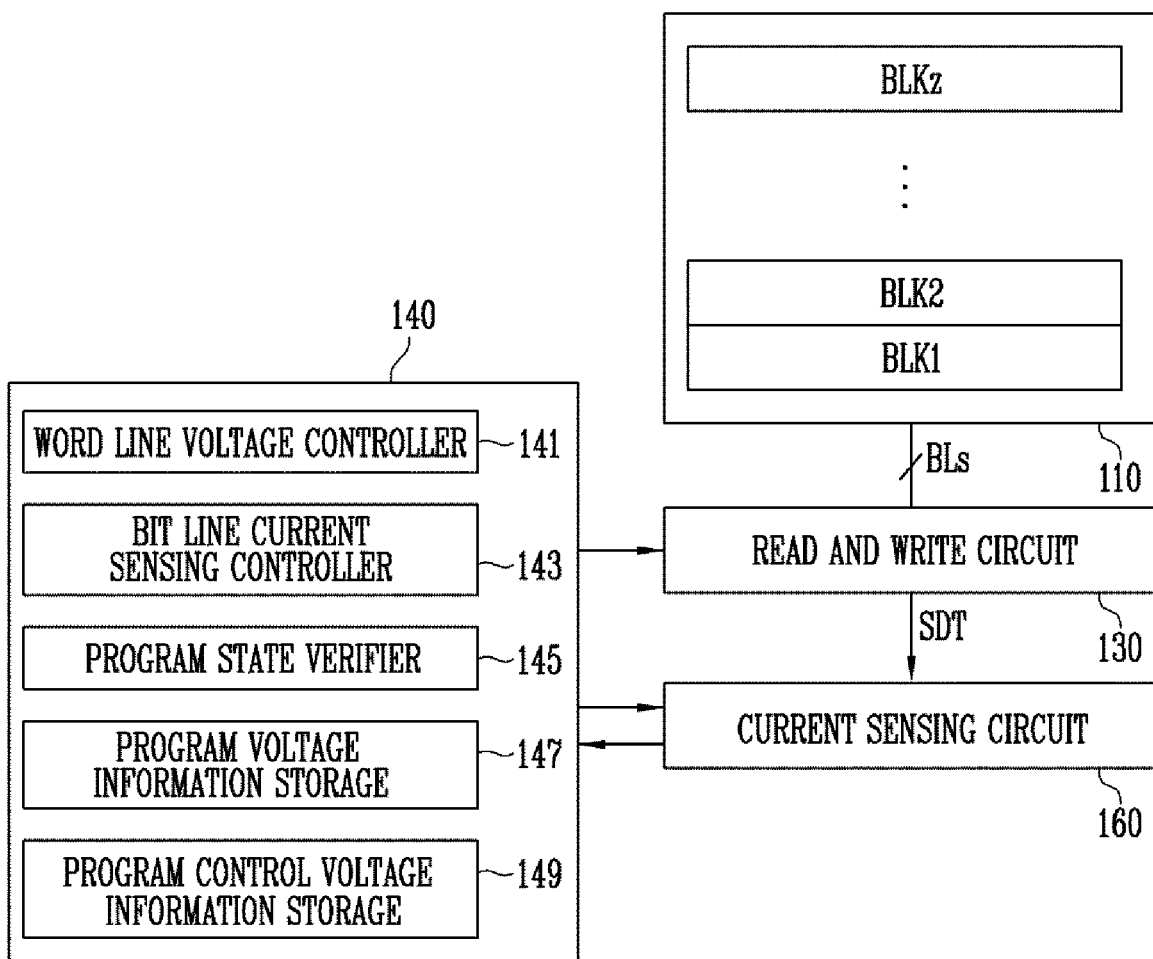 BLKz
BLK2
BLK1
110
BLs
READ AND WRITE CIRCUIT
130
SDT
CURRENT SENSING CIRCUIT
160
140
WORD LINE VOLTAGE CONTROLLER
141
BIT LINE CURRENT
SENSING CONTROLLER
143
PROGRAM STATE VERIFIER
145
PROGRAM VOLTAGE
INFORMATION STORAGE
147
PROGRAM CONTROL VOLTAGE
INFORMATION STORAGE
149